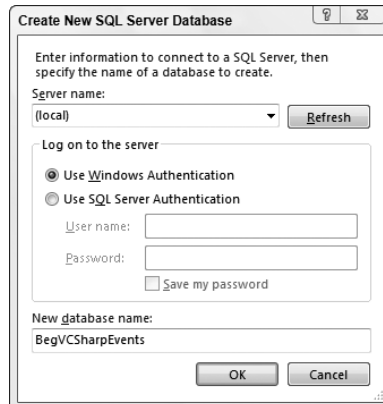 Create New SQL Server Database
Enter information to connect to a SQL Server, then
specify the name of a database to create.
Server name:
(local)
Refresh
Log on to the server
Use Windows Authentication
Use SQL Server Authentication
User name:
Password:
Save my password
New database name:
BegVCSharpEvents
OK
Cancel